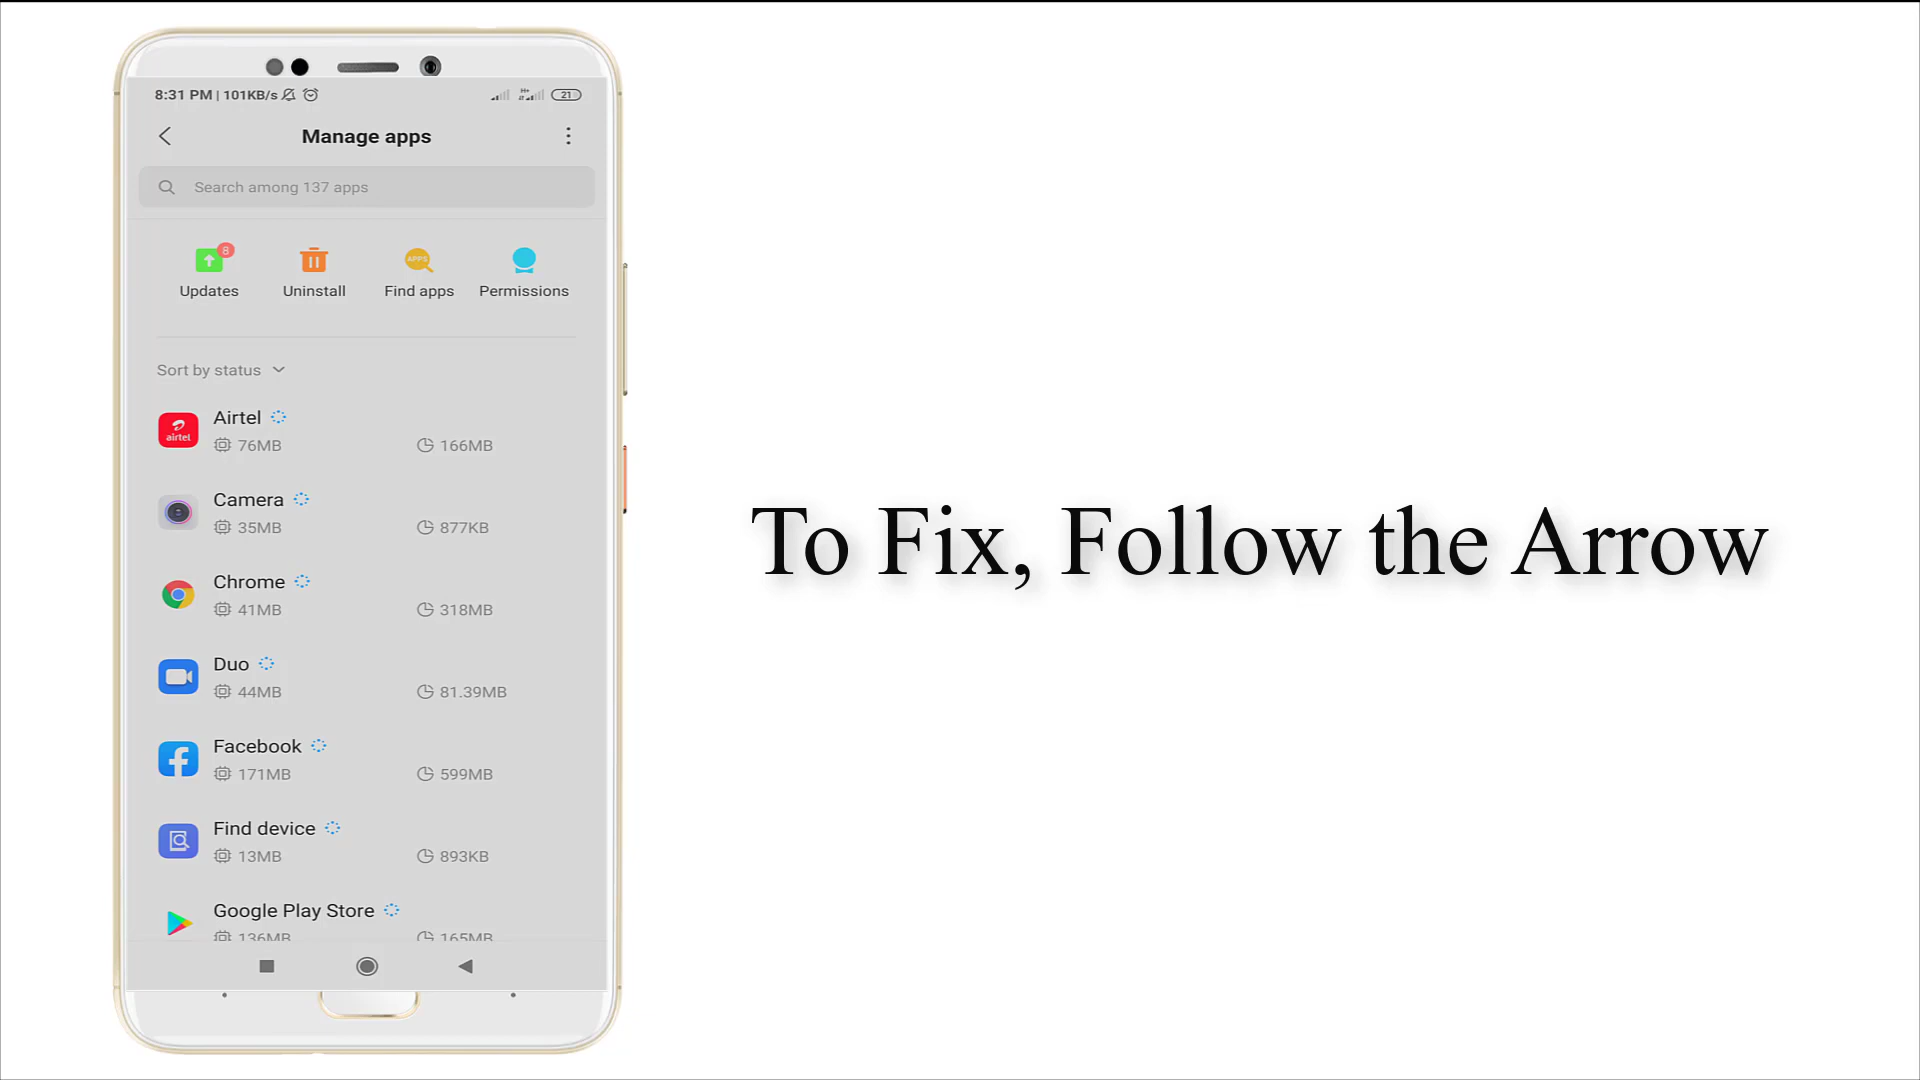 8:31 PM | 101KB/s H+ 21
Manage apps
Search among 137 apps
8
APPS
Updates Uninstall Find apps Permissions
Sort by status
Airtel
airtel
76MB 166MB
Camera
35MB 877KB
Chrome
41MB 318MB
Duo
44MB 81.39MB
Facebook
171MB 599MB
Find device
13MB 893KB
Google Play Store
136MB 165MB
To Fix, Follow the Arrow